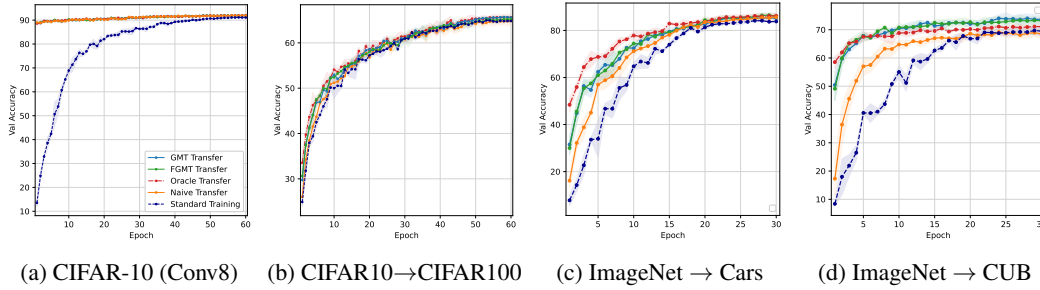 90
80
70
60
50
40
30
20
10
Val Accuracy
0 10 20 30 40 50 60
Epoch
GMT Transfer
FGMT Transfer
Oracle Transfer
Naive Transfer
Standard Training
60
50
40
30
Val Accuracy
0 10 20 30 40 50 60
Epoch
80
60
40
20
Val Accuracy
5 10 15 20 25 30
Epoch
80
70
60
50
40
30
20
10
Val Accuracy
5 10 15 20 25 30
Epoch
(a) CIFAR-10 (Conv8)
(b) CIFAR10→CIFAR100
(c) ImageNet → Cars
(d) ImageNet → CUB